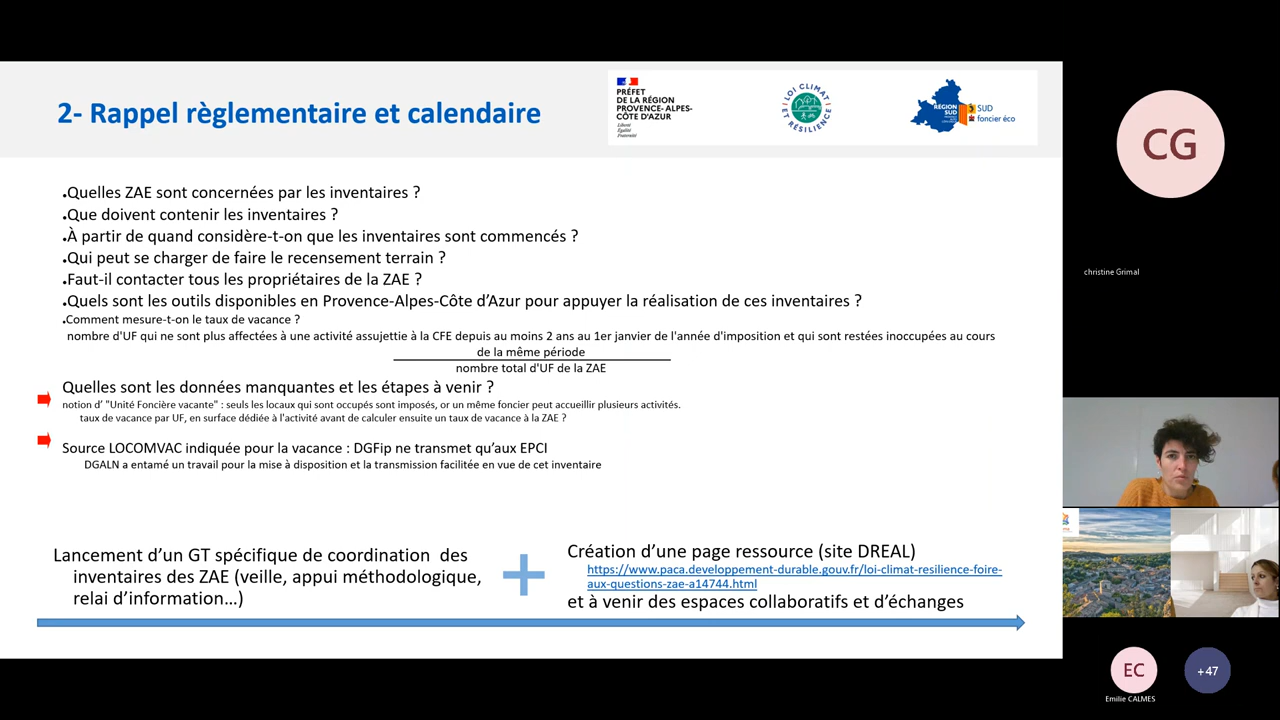 2- Rappel règlementaire et calendaire
PRÉFET
DE LA RÉGION
PROVENCE-ALPES-
CÔTE D'AZUR
Liberté
Égalité
Fraternité
LOI CLIMAT
ET RÉSILIENCE
RÉGION
SUD
SUD
foncier éco
CG
christine Grimal
•Quelles ZAE sont concernées par les inventaires ?
•Que doivent contenir les inventaires ?
•À partir de quand considère-t-on que les inventaires sont commencés ?
•Qui peut se charger de faire le recensement terrain ?
•Faut-il contacter tous les propriétaires de la ZAE ?
•Quels sont les outils disponibles en Provence-Alpes-Côte d'Azur pour appuyer la réalisation de ces inventaires ?
•Comment mesure-t-on le taux de vacance ?
nombre d'UF qui ne sont plus affectées à une activité assujettie à la CFE depuis au moins 2 ans au 1er janvier de l'année d'imposition et qui sont restées inoccupées au cours
de la même période
nombre total d'UF de la ZAE
Quelles sont les données manquantes et les étapes à venir ?
notion d' "Unité Foncière vacante" : seuls les locaux qui sont occupés sont imposés, or un même foncier peut accueillir plusieurs activités.
taux de vacance par UF, en surface dédiée à l'activité avant de calculer ensuite un taux de vacance à la ZAE ?
Source LOCOMVAC indiquée pour la vacance : DGFip ne transmet qu'aux EPCI
DGALN a entamé un travail pour la mise à disposition et la transmission facilitée en vue de cet inventaire
Lancement d'un GT spécifique de coordination des
inventaires des ZAE (veille, appui méthodologique,
relai d'information…)
Création d'une page ressource (site DREAL)
https://www.paca.developpement-durable.gouv.fr/loi-climat-resilience-foire-
aux-questions-zae-a14744.html
et à venir des espaces collaboratifs et d'échanges
EC
Emilie CALMES
+47